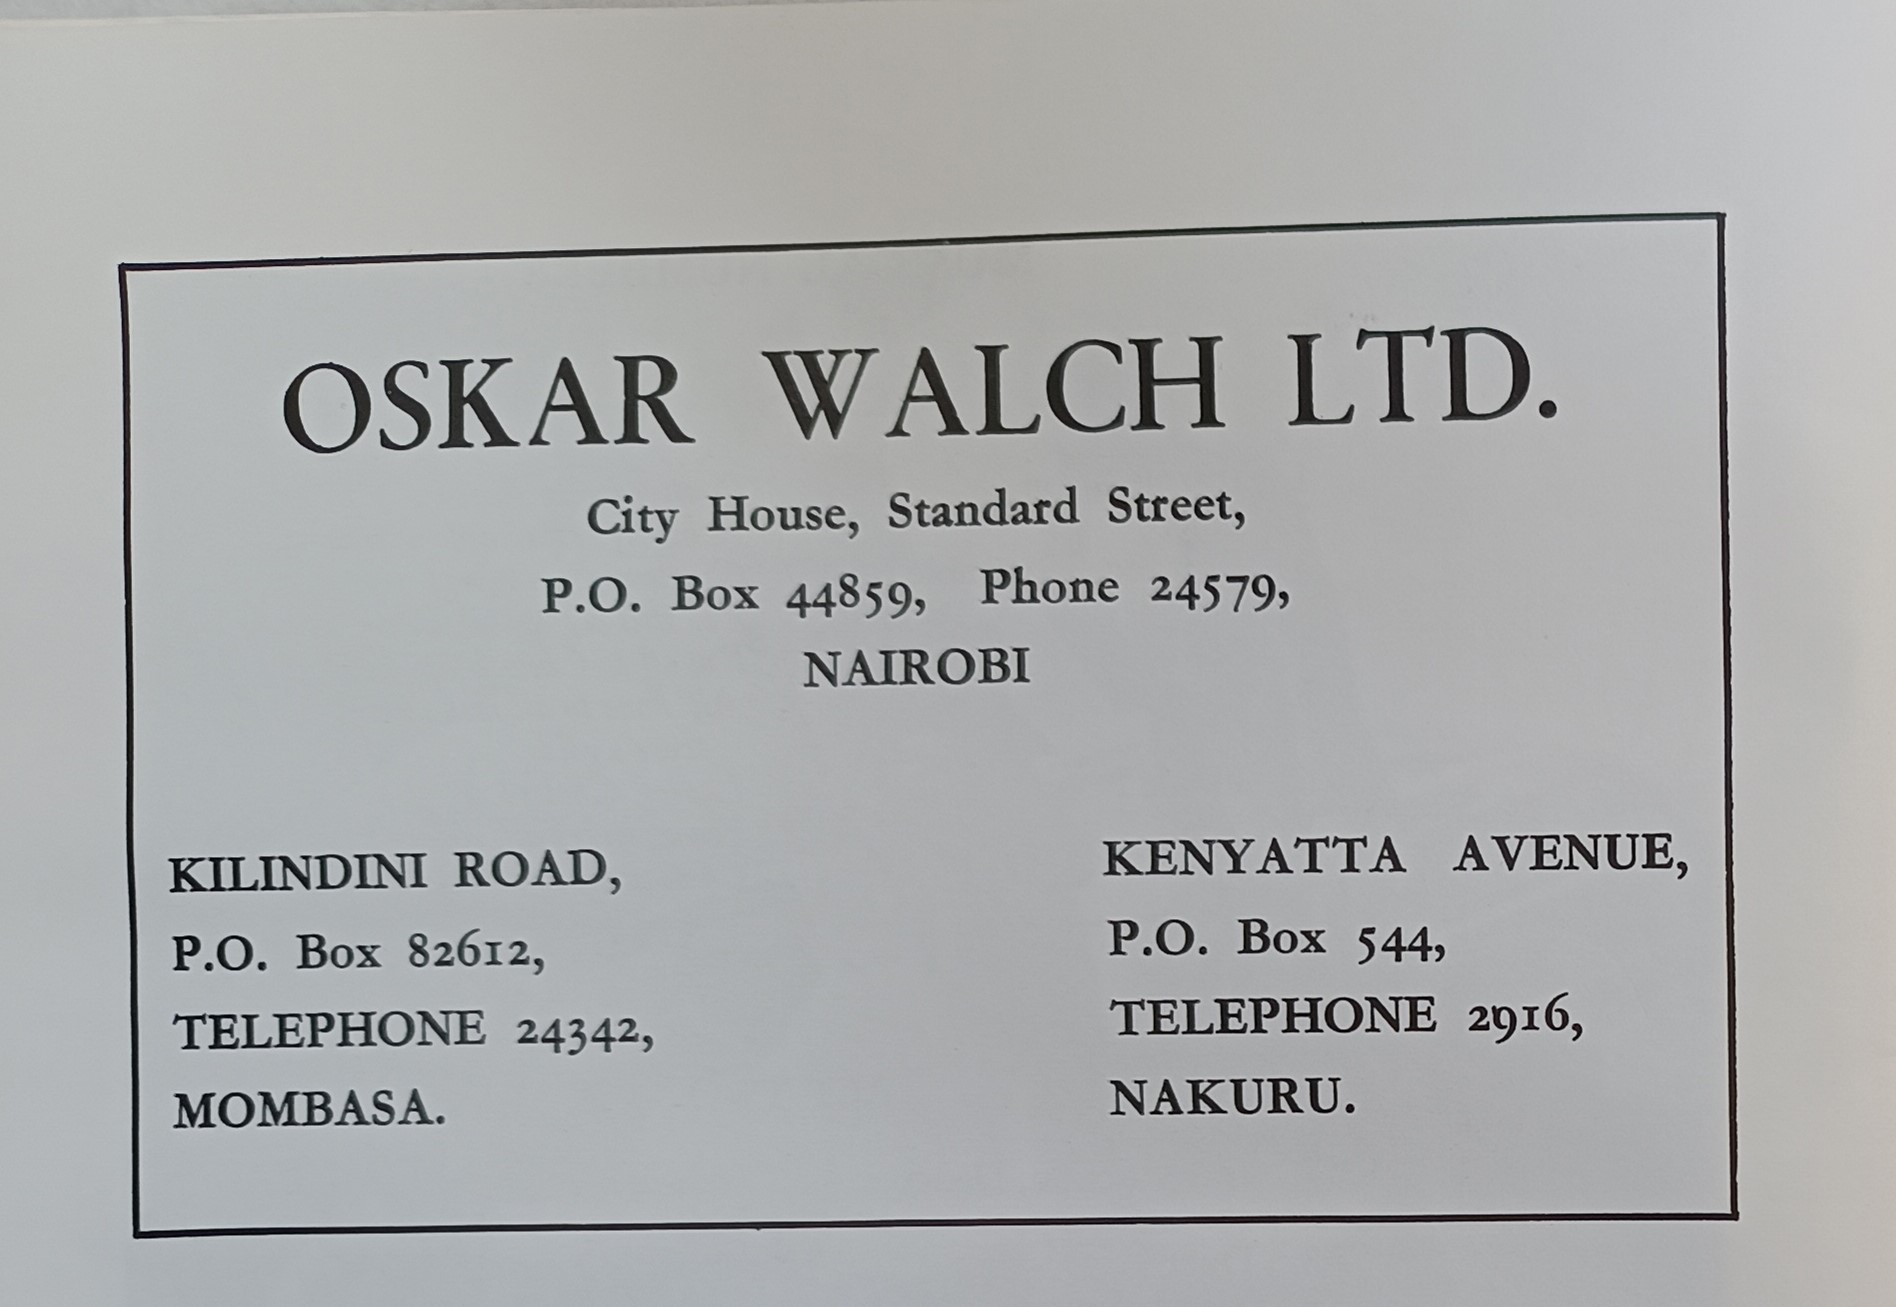 OSKAR WALCH LTD.
City House, Standard Street,
P.O. Box 44859, Phone 24579,
NAIROBI
KILINDINI ROAD,
P.O. Box 82612,
TELEPHONE 24342,
MOMBASA.
KENYATTA AVENUE,
P.O. Box 544,
TELEPHONE 2916,
NAKURU.